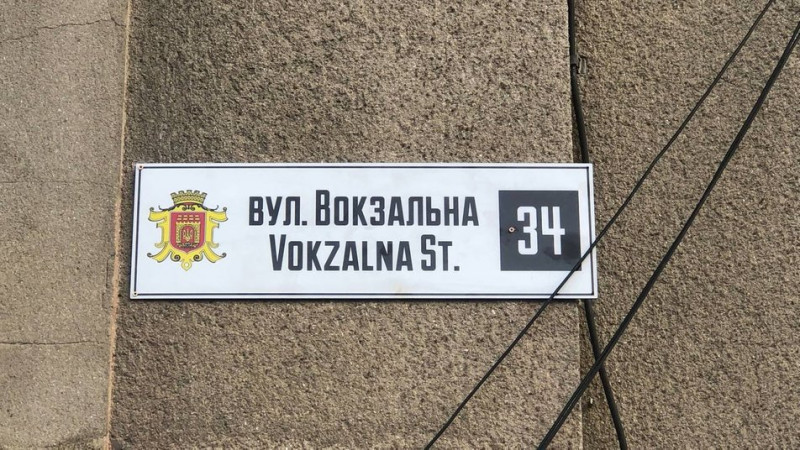 вул. Вокзальна
Vokzalna St.
34